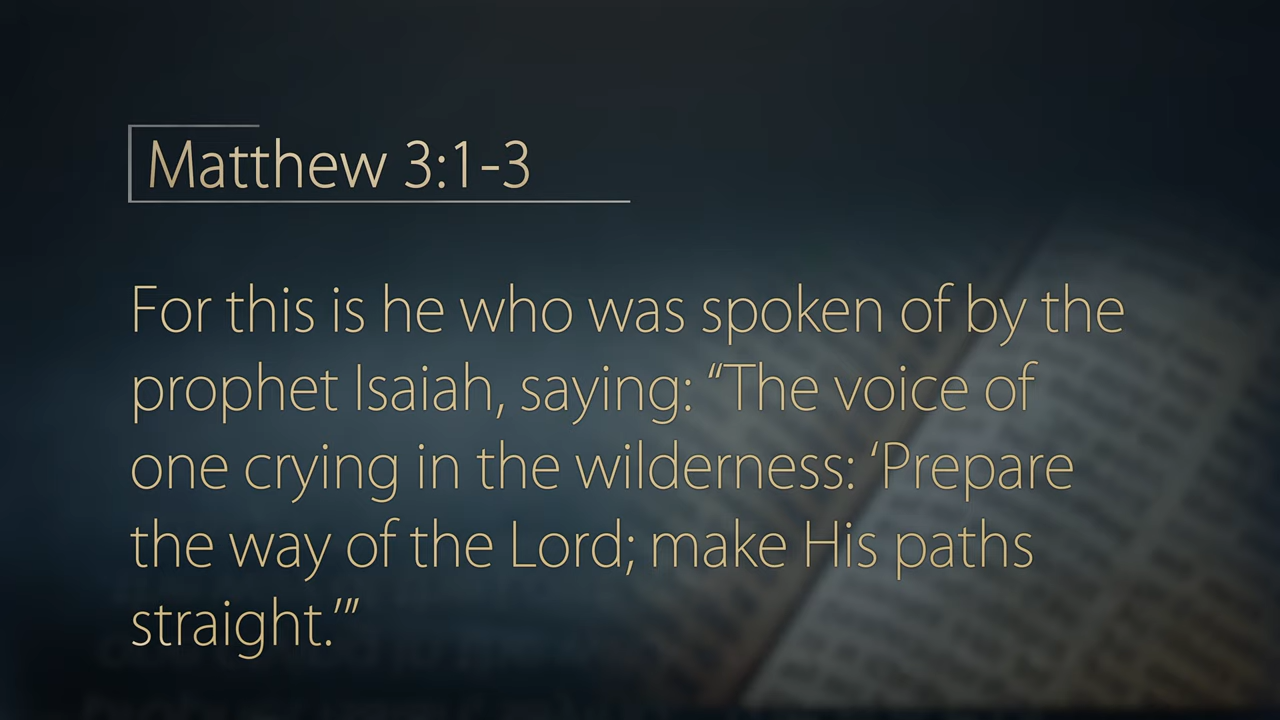 Matthew 3:1-3
For this is he who was spoken of by the
prophet Isaiah, saying: “The voice of
one crying in the wilderness: ‘Prepare
the way of the Lord; make His paths
straight.’”